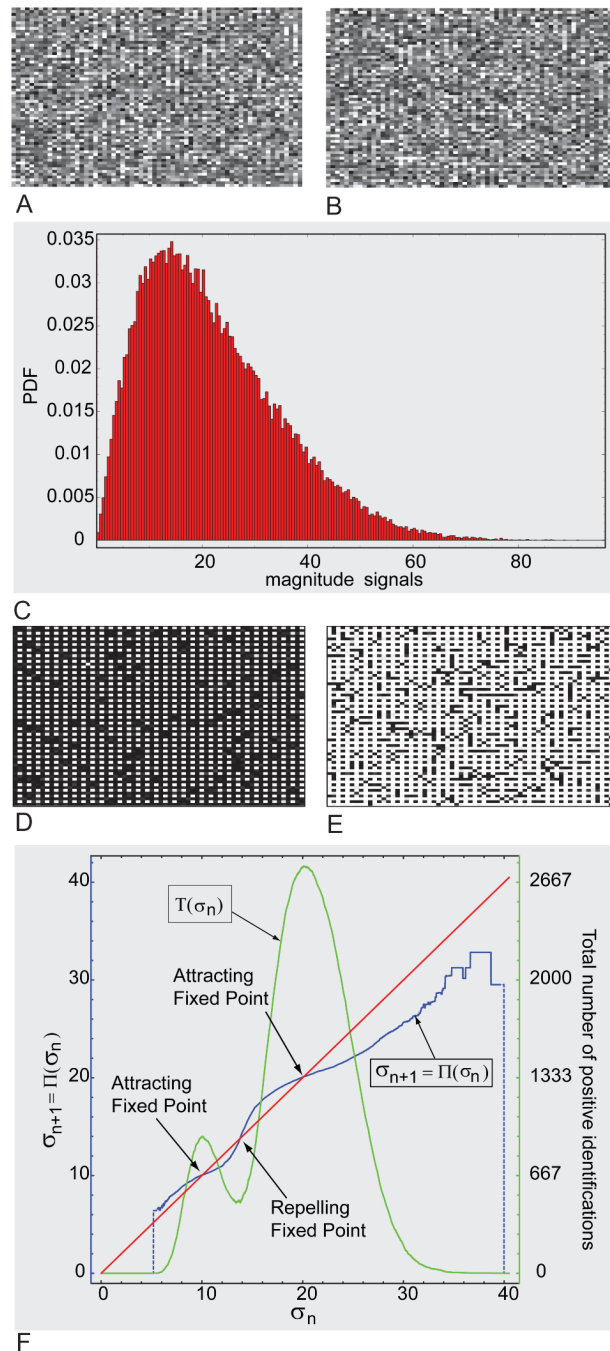 A
B
0.035
0.03
0.025
0.02
0.015
0.01
0.005
0
PDF
20
40
60
80
magnitude signals
C
D
E
40
30
20
10
0
σn+1 = Π(σn)
T(σn)
Attracting
Fixed Point
Attracting
Fixed Point
Repelling
Fixed Point
σn+1 = Π(σn)
2667
2000
1333
667
0
Total number of positive identifications
0
10
20
30
40
σn
F